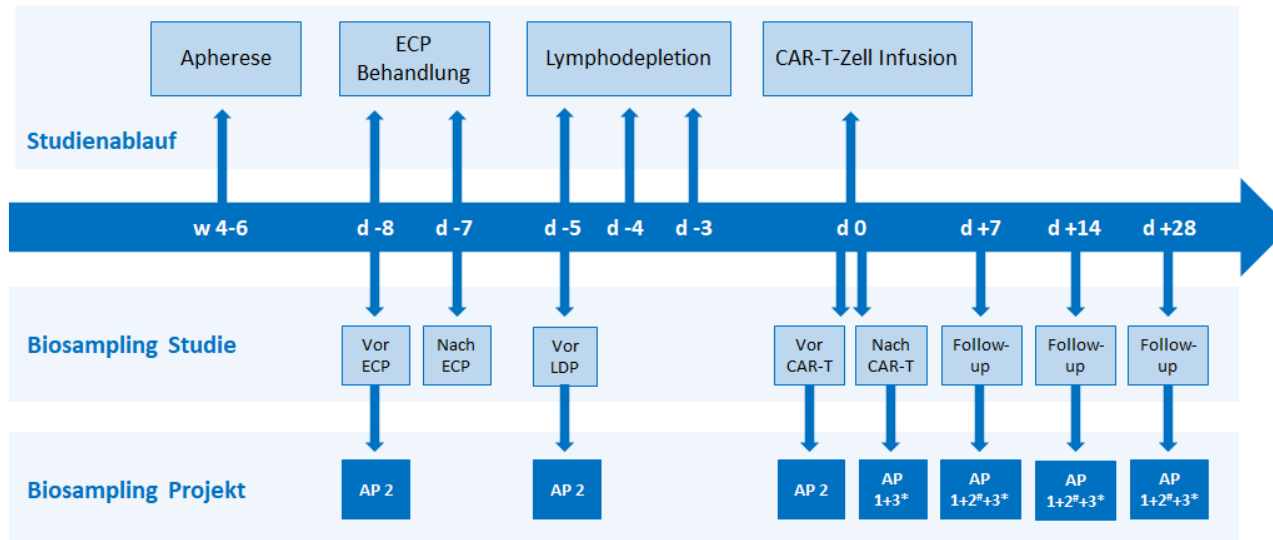 Apherese
ECP
Behandlung
Lymphodepletion
CAR-T-Zell Infusion
Studienablauf
w 4-6
d -8
d -7
d -5
d -4
d -3
d 0
d +7
d +14
d +28
Biosampling Studie
Vor
ECP
Nach
ECP
Vor
LDP
Vor
CAR-T
Nach
CAR-T
Follow-
up
Follow-
up
Follow-
up
Biosampling Projekt
AP 2
AP 2
AP 2
AP
1+3*
AP
1+2#+3*
AP
1+2#+3*
AP
1+2#+3*